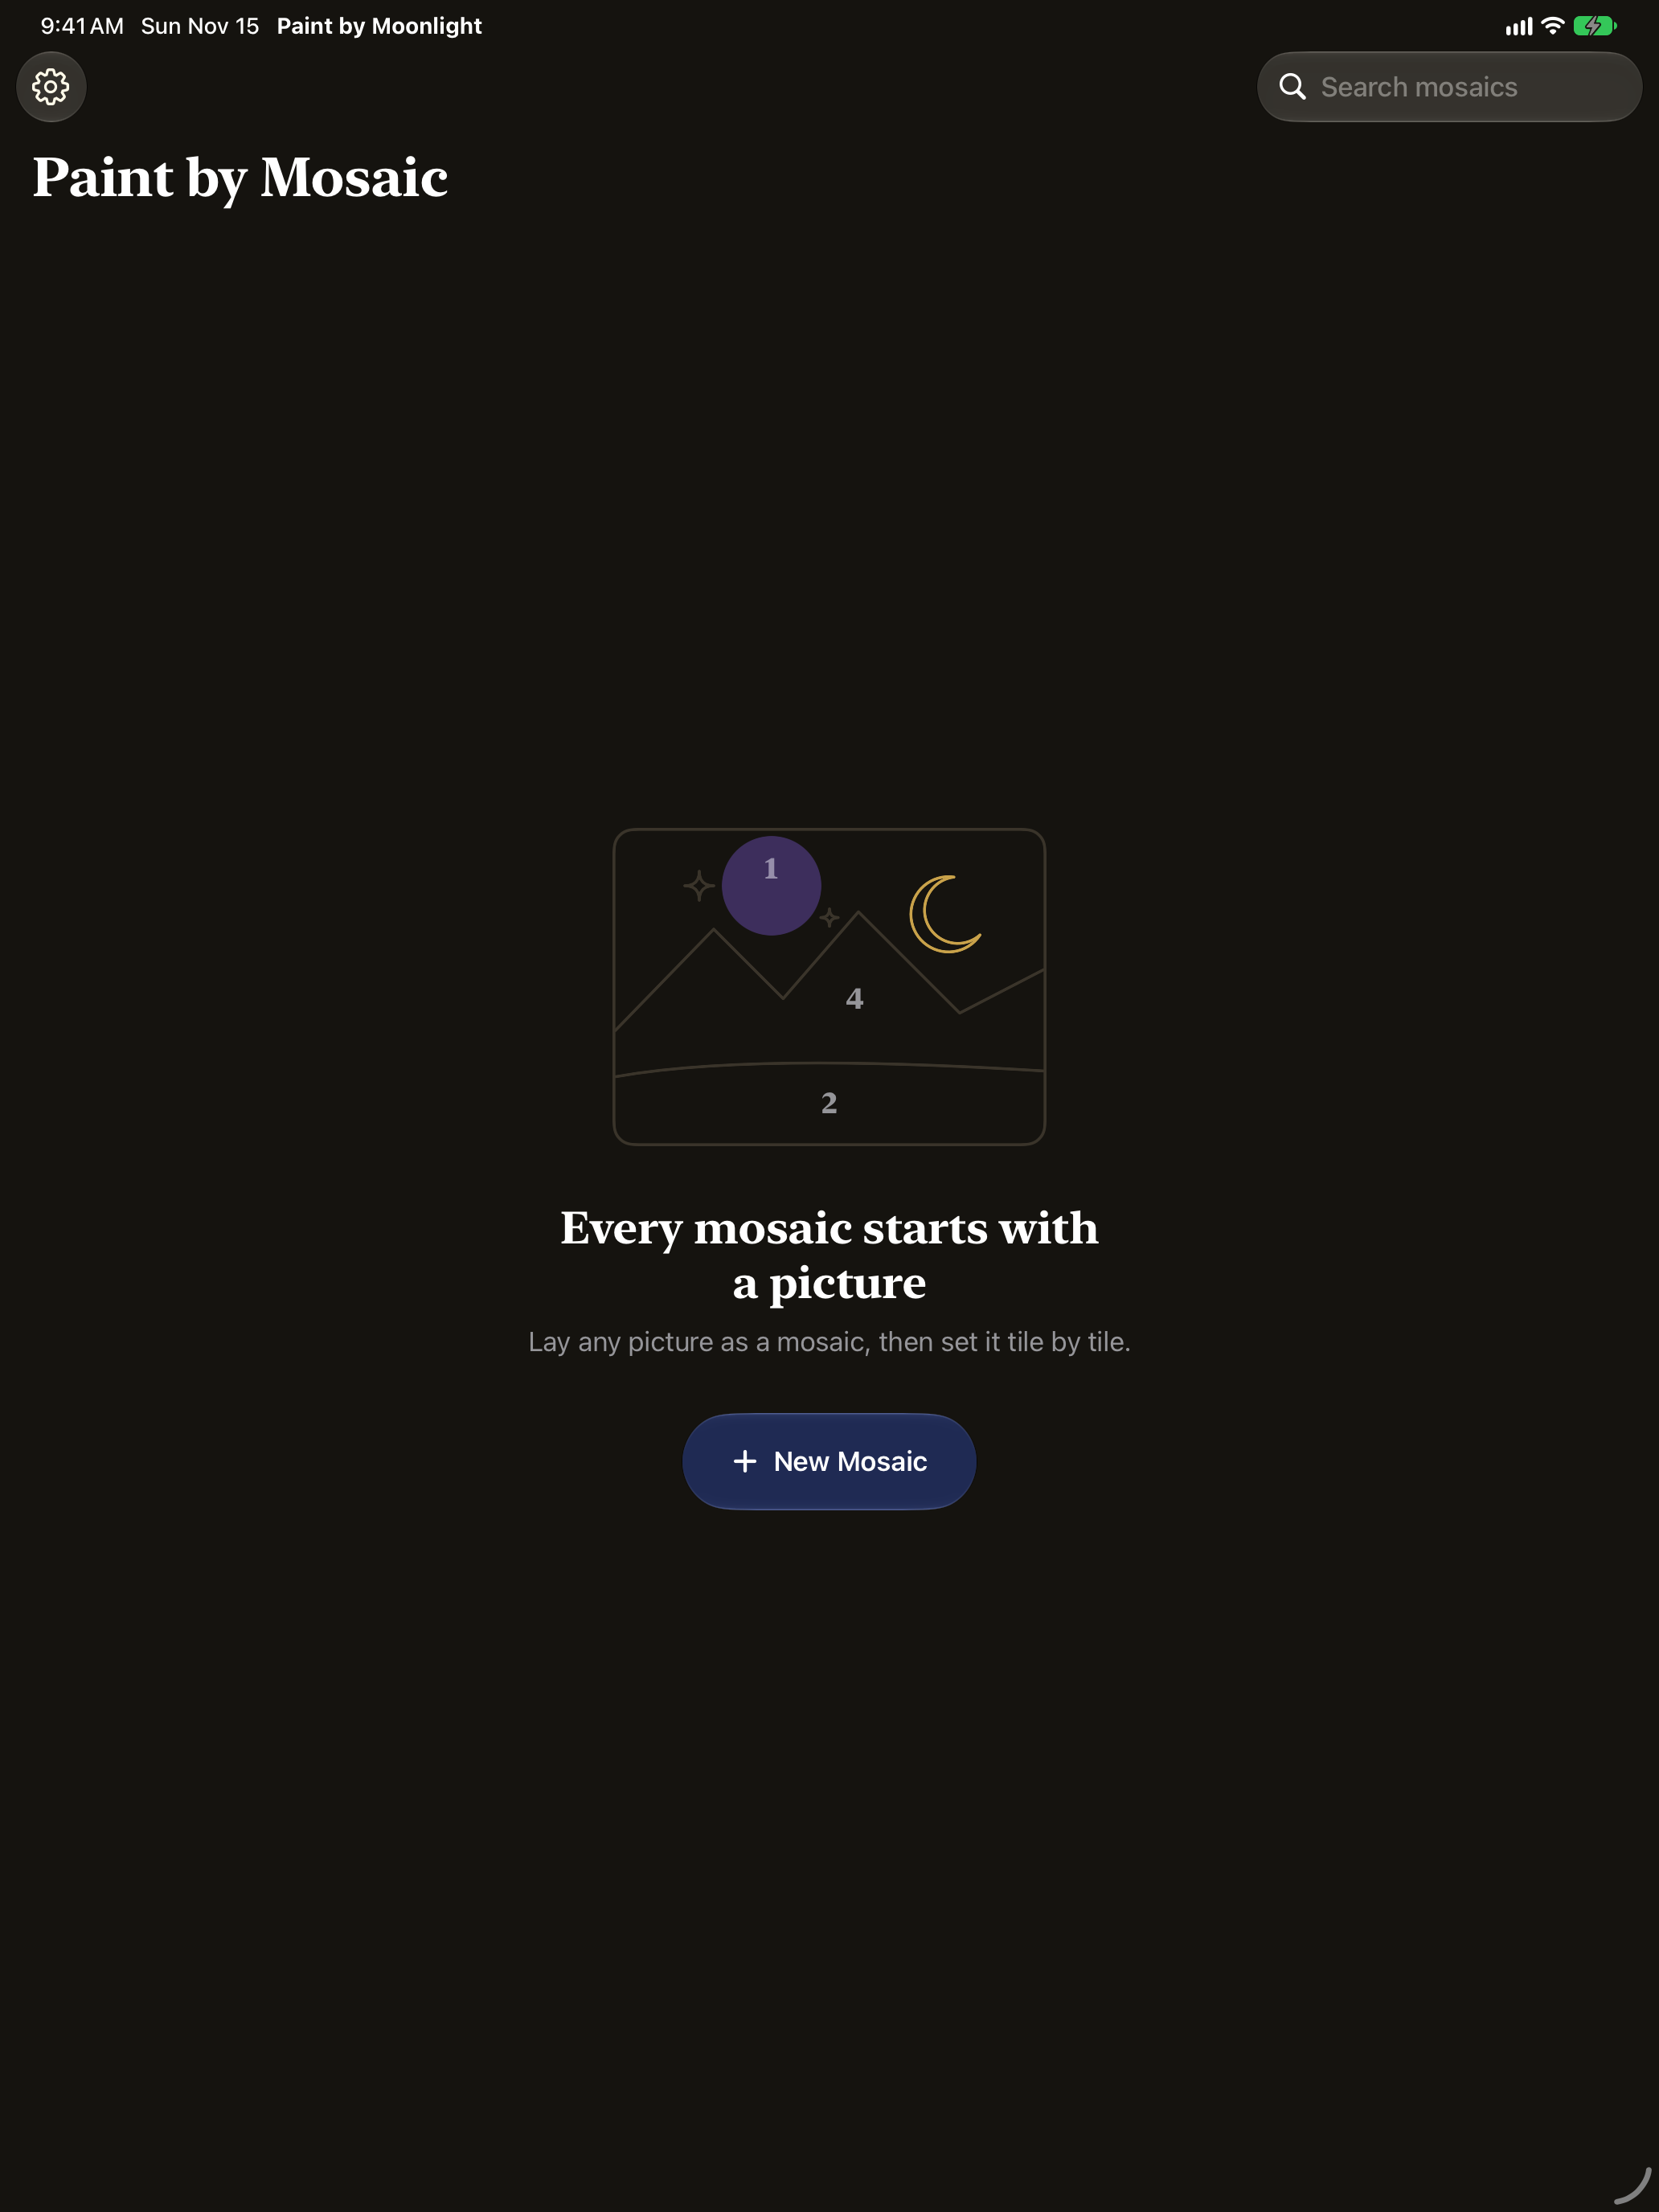 9:41 AM Sun Nov 15 Paint by Moonlight
Search mosaics
Paint by Mosaic
1
4
2
Every mosaic starts with
a picture
Lay any picture as a mosaic, then set it tile by tile.
+ New Mosaic